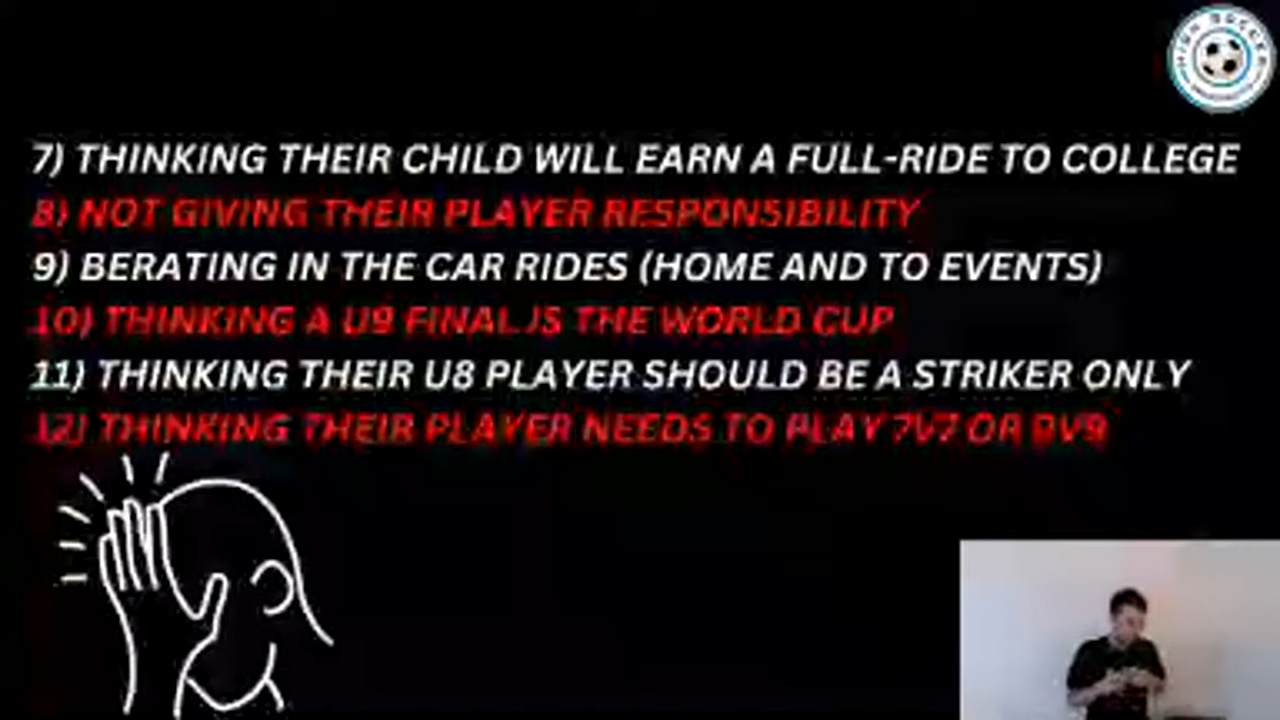 HIGH SOCCER
7) THINKING THEIR CHILD WILL EARN A FULL-RIDE TO COLLEGE
8) NOT GIVING THEIR PLAYER RESPONSIBILITY
9) BERATING IN THE CAR RIDES (HOME AND TO EVENTS)
10) THINKING A U9 FINAL IS THE WORLD CUP
11) THINKING THEIR U8 PLAYER SHOULD BE A STRIKER ONLY
12) THINKING THEIR PLAYER NEEDS TO PLAY 7V7 OR 9V9